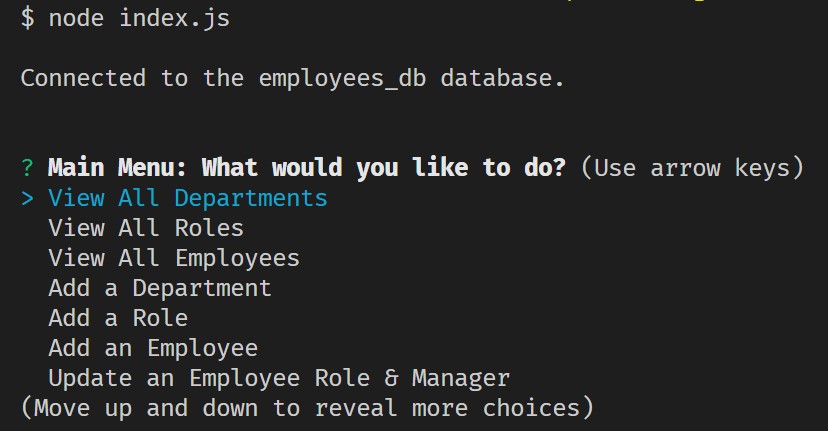 $ node index.js
Connected to the employees_db database.
? Main Menu: What would you like to do? (Use arrow keys)
> View All Departments
View All Roles
View All Employees
Add a Department
Add a Role
Add an Employee
Update an Employee Role & Manager
(Move up and down to reveal more choices)